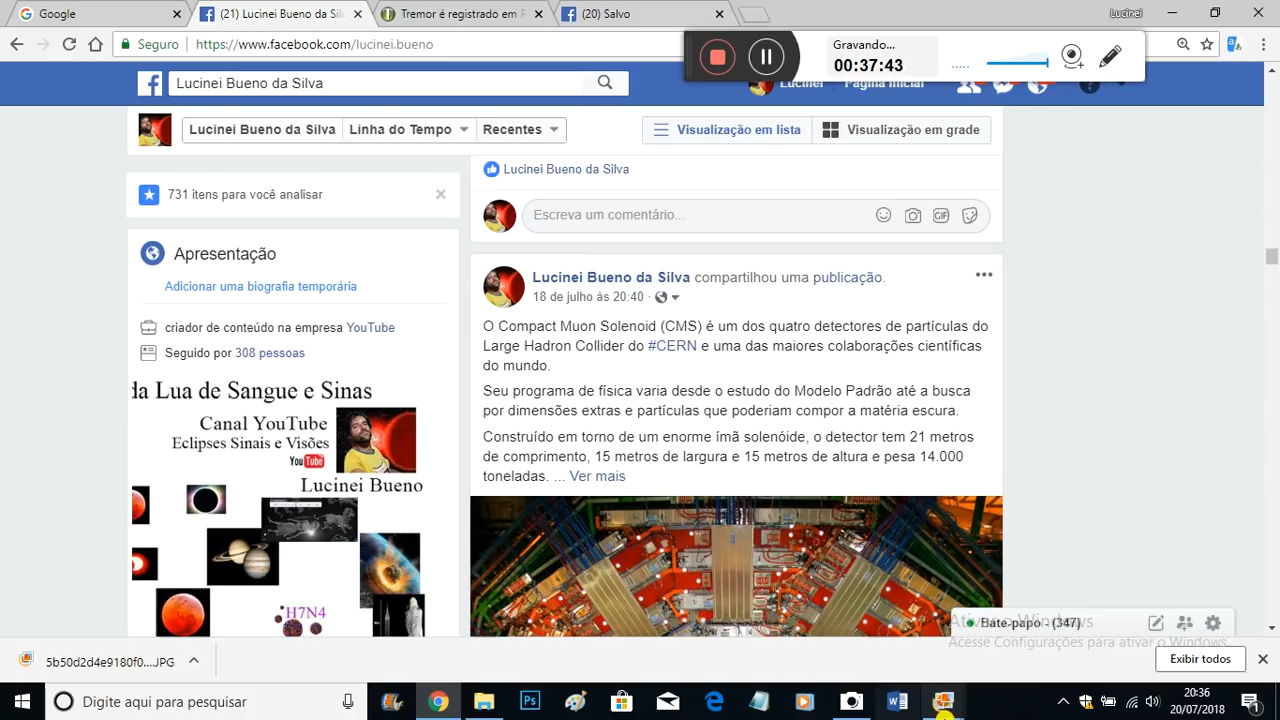 Google
(21) Lucinei Bueno da Silv
Tremor é registrado em P
(20) Salvo
Lucinei
Seguro
https://www.facebook.com/lucinei.bueno
Gravando...
00:37:43
Lucinei Bueno da Silva
Lucinei
Página inicial
Lucinei Bueno da Silva
Linha do Tempo
Recentes
Visualização em lista
Visualização em grade
731 itens para você analisar
Apresentação
Adicionar uma biografia temporária
criador de conteúdo na empresa YouTube
Seguido por 308 pessoas
da Lua de Sangue e Sinas
Canal YouTube
Eclipses Sinais e Visões
YouTube
Lucinei Bueno
H7N4
Lucinei Bueno da Silva
Escreva um comentário...
Lucinei Bueno da Silva compartilhou uma publicação.
18 de julho às 20:40
O Compact Muon Solenoid (CMS) é um dos quatro detectores de partículas do
Large Hadron Collider do #CERN e uma das maiores colaborações científicas
do mundo.
Seu programa de física varia desde o estudo do Modelo Padrão até a busca
por dimensões extras e partículas que poderiam compor a matéria escura.
Construído em torno de um enorme ímã solenóide, o detector tem 21 metros
de comprimento, 15 metros de largura e 15 metros de altura e pesa 14.000
toneladas. ... Ver mais
Bate-papo (347)
Ativar o Windows
Acesse Configurações para ativar o Windows.
5b50d2d4e9180f0....JPG
Exibir todos
Digite aqui para pesquisar
20:36
20/07/2018